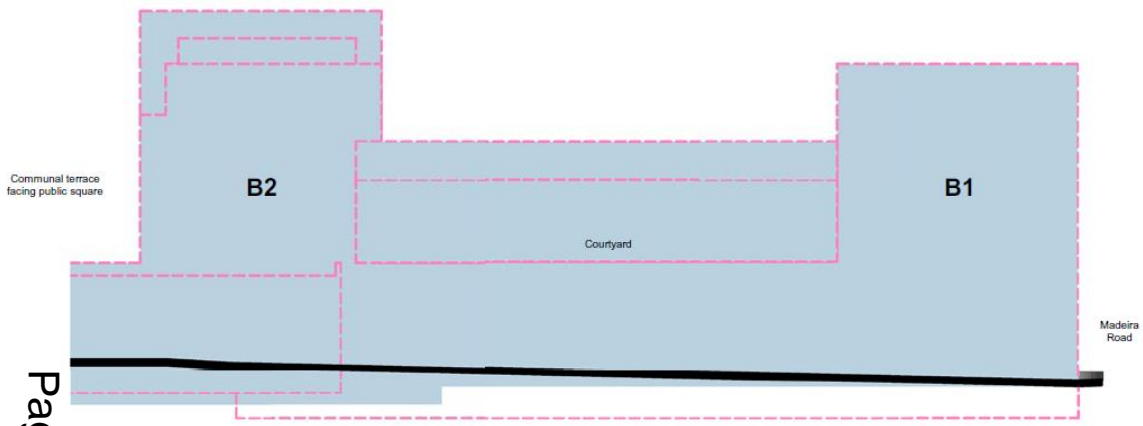 Communal terrace
facing public square
B2
B1
Courtyard
Madeira
Road